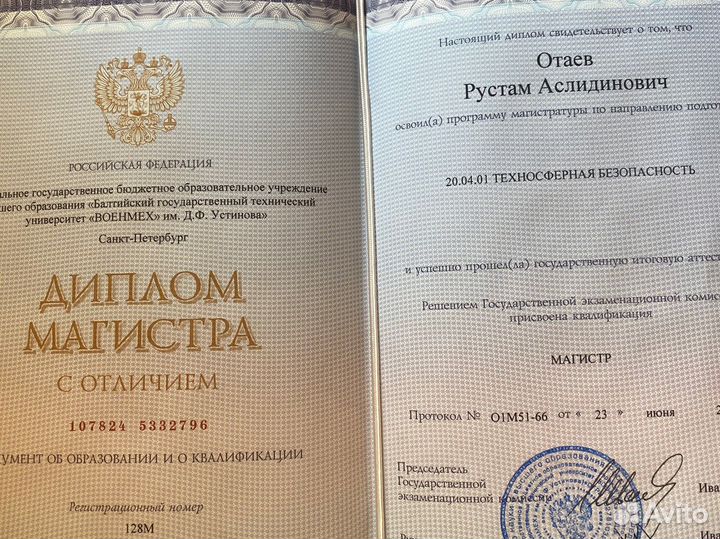 РОССИЙСКАЯ ФЕДЕРАЦИЯ
государственное бюджетное образовательное учреждение
образования «Балтийский государственный технический
университет «ВОЕНМЕХ» им. Д.Ф. Устинова»
Санкт-Петербург
ДИПЛОМ
МАГИСТРА
С ОТЛИЧИЕМ
107824 5332796
ОБ ОБРАЗОВАНИИ И О КВАЛИФИКАЦИИ
Регистрационный номер
128М
Настоящий диплом свидетельствует о том, что
Отаев
Рустам Аслидинович
освоил(а) программу магистратуры по направлению
20.04.01 ТЕХНОСФЕРНАЯ БЕЗОПАСНОСТЬ
и успешно прошел(ла) государственную итоговую
Решением Государственной экзаменационной
присвоена квалификация
МАГИСТР
Протокол № О1М51-66 от « 23 » июня
Председатель
Государственной
экзаменационной комиссии
Avito